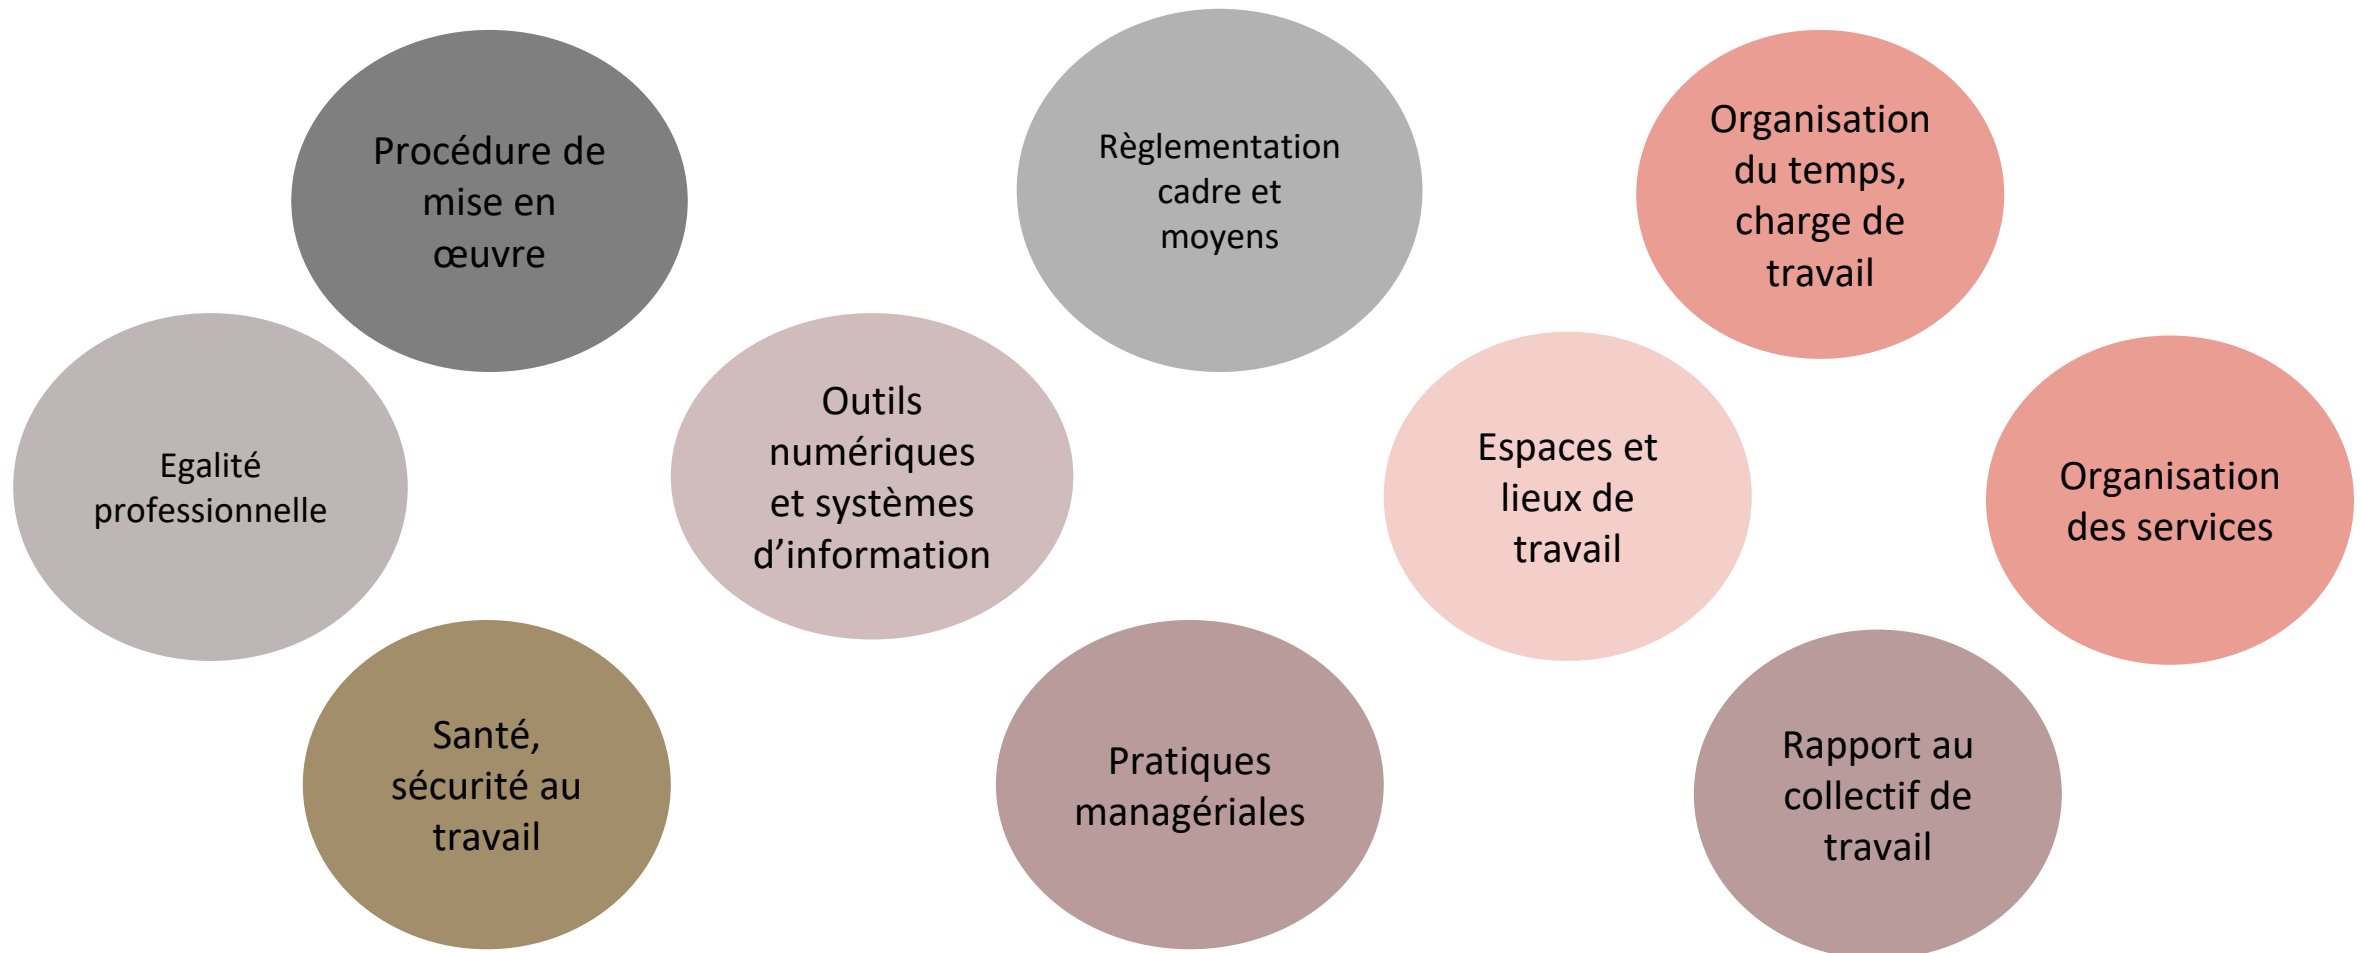 Procédure de
mise en
œuvre
Règlementation
cadre et
moyens
Organisation
du temps,
charge de
travail
Egalité
professionnelle
Outils
numériques
et systèmes
d’information
Espaces et
lieux de
travail
Organisation
des services
Santé,
sécurité au
travail
Pratiques
managériales
Rapport au
collectif de
travail